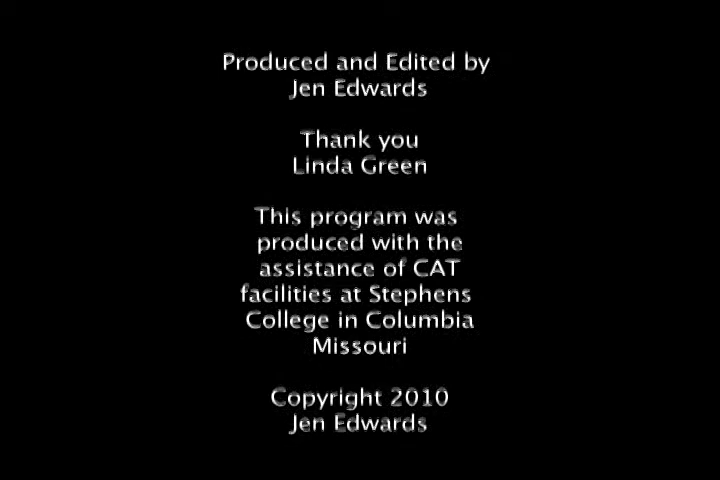 Produced and Edited by
Jen Edwards
Thank you
Linda Green
This program was
produced with the
assistance of CAT
facilities at Stephens
College in Columbia
Missouri
Copyright 2010
Jen Edwards